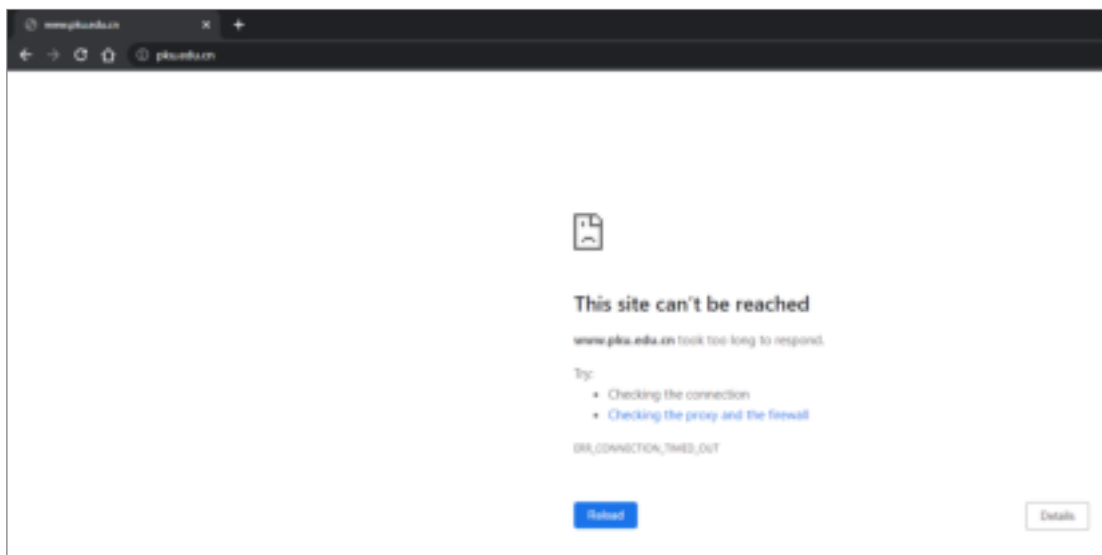 www.pku.edu.cn
pku.edu.cn
This site can't be reached
www.pku.edu.cn took too long to respond.
Try:
• Checking the connection
• Checking the proxy and the firewall
ERR_CONNECTION_TIMED_OUT
Reload
Details